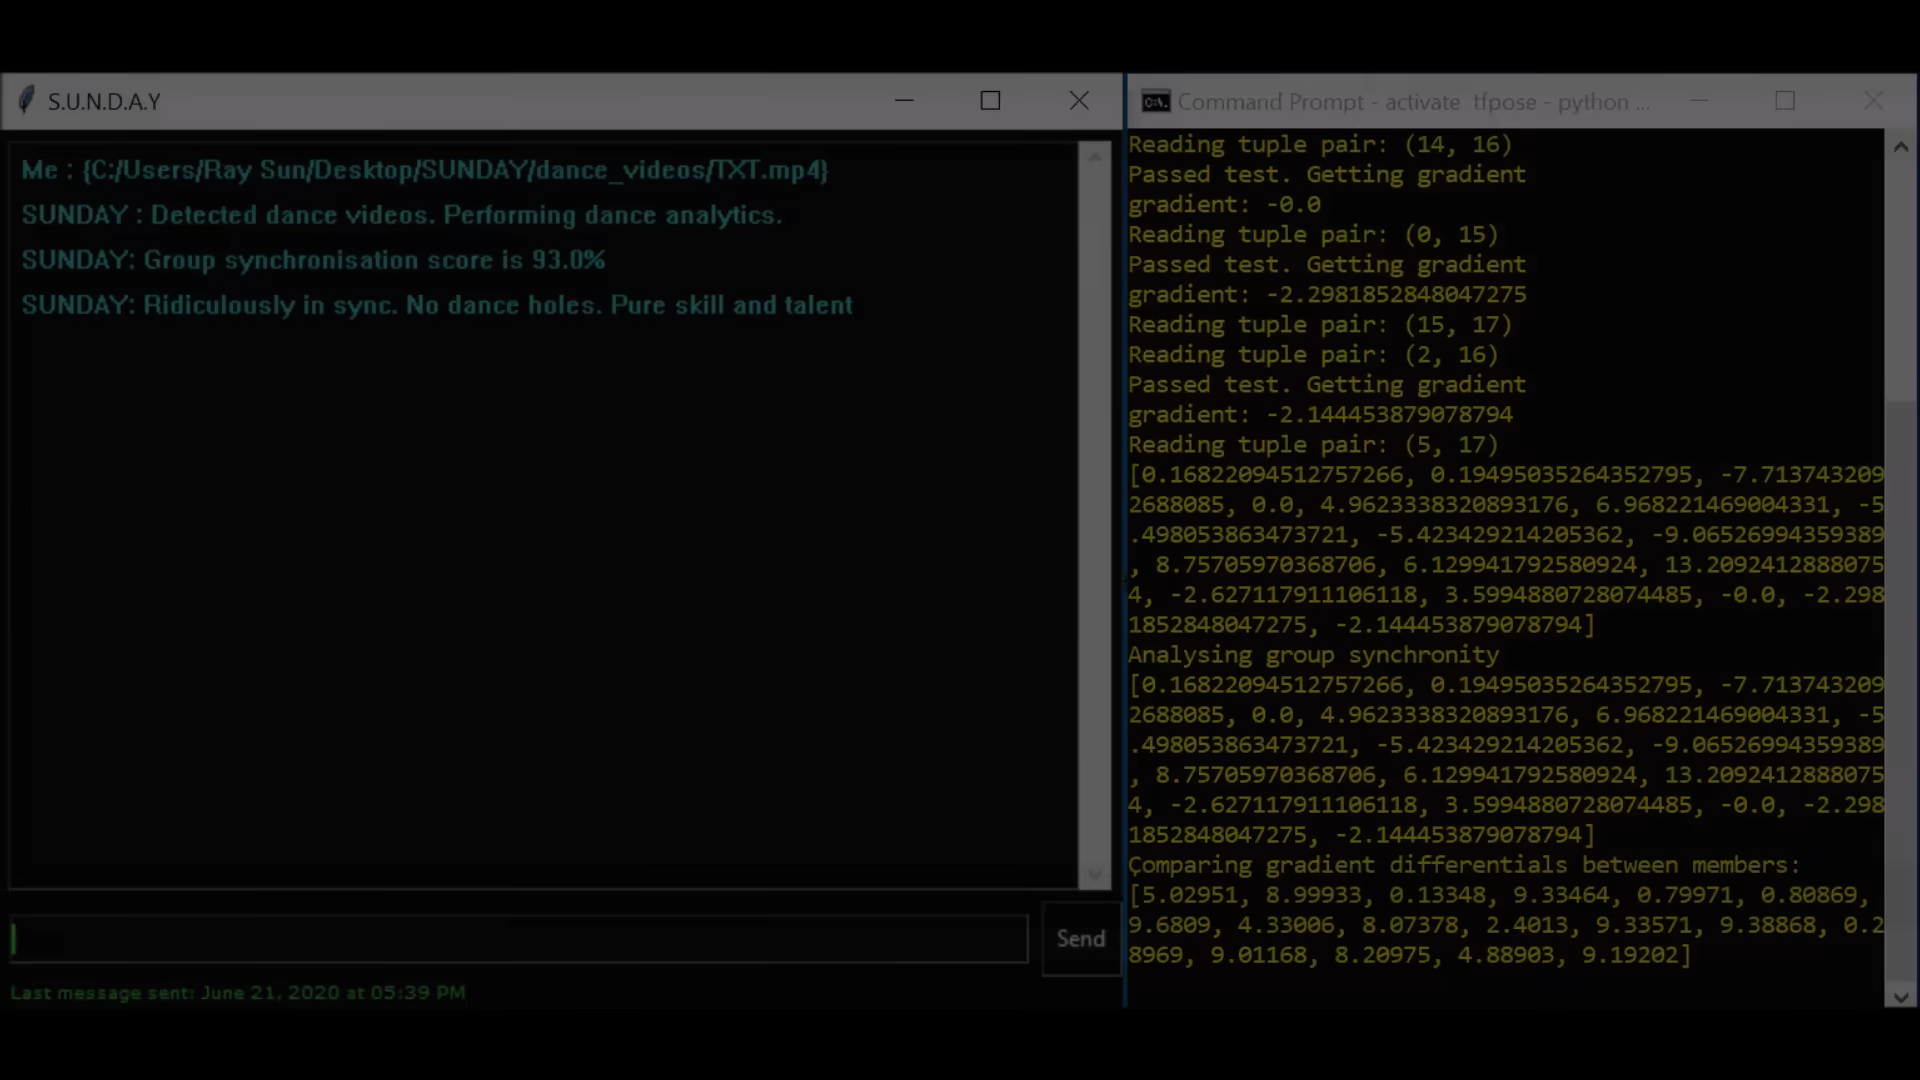 S.U.N.D.A.Y
Me : {C:/Users/Ray Sun/Desktop/SUNDAY/dance_videos/TXT.mp4}
SUNDAY : Detected dance videos. Performing dance analytics.
SUNDAY: Group synchronisation score is 93.0%
SUNDAY: Ridiculously in sync. No dance holes. Pure skill and talent
Send
Last message sent: June 21, 2020 at 05:39 PM
Command Prompt - activate  tfpose - python ...
Reading tuple pair: (14, 16)
Passed test. Getting gradient
gradient: -0.0
Reading tuple pair: (0, 15)
Passed test. Getting gradient
gradient: -2.2981852848047275
Reading tuple pair: (15, 17)
Reading tuple pair: (2, 16)
Passed test. Getting gradient
gradient: -2.144453879078794
Reading tuple pair: (5, 17)
[0.16822094512757266, 0.19495035264352795, -7.713743209
2688085, 0.0, 4.9623338320893176, 6.968221469004331, -5
.498053863473721, -5.423429214205362, -9.06526994359389
, 8.75705970368706, 6.129941792580924, 13.2092412888075
4, -2.627117911106118, 3.5994880728074485, -0.0, -2.298
1852848047275, -2.144453879078794]
Analysing group synchronity
[0.16822094512757266, 0.19495035264352795, -7.713743209
2688085, 0.0, 4.9623338320893176, 6.968221469004331, -5
.498053863473721, -5.423429214205362, -9.06526994359389
, 8.75705970368706, 6.129941792580924, 13.2092412888075
4, -2.627117911106118, 3.5994880728074485, -0.0, -2.298
1852848047275, -2.144453879078794]
Comparing gradient differentials between members:
[5.02951, 8.99933, 0.13348, 9.33464, 0.79971, 0.80869,
9.6809, 4.33006, 8.07378, 2.4013, 9.33571, 9.38868, 0.2
8969, 9.01168, 8.20975, 4.88903, 9.19202]